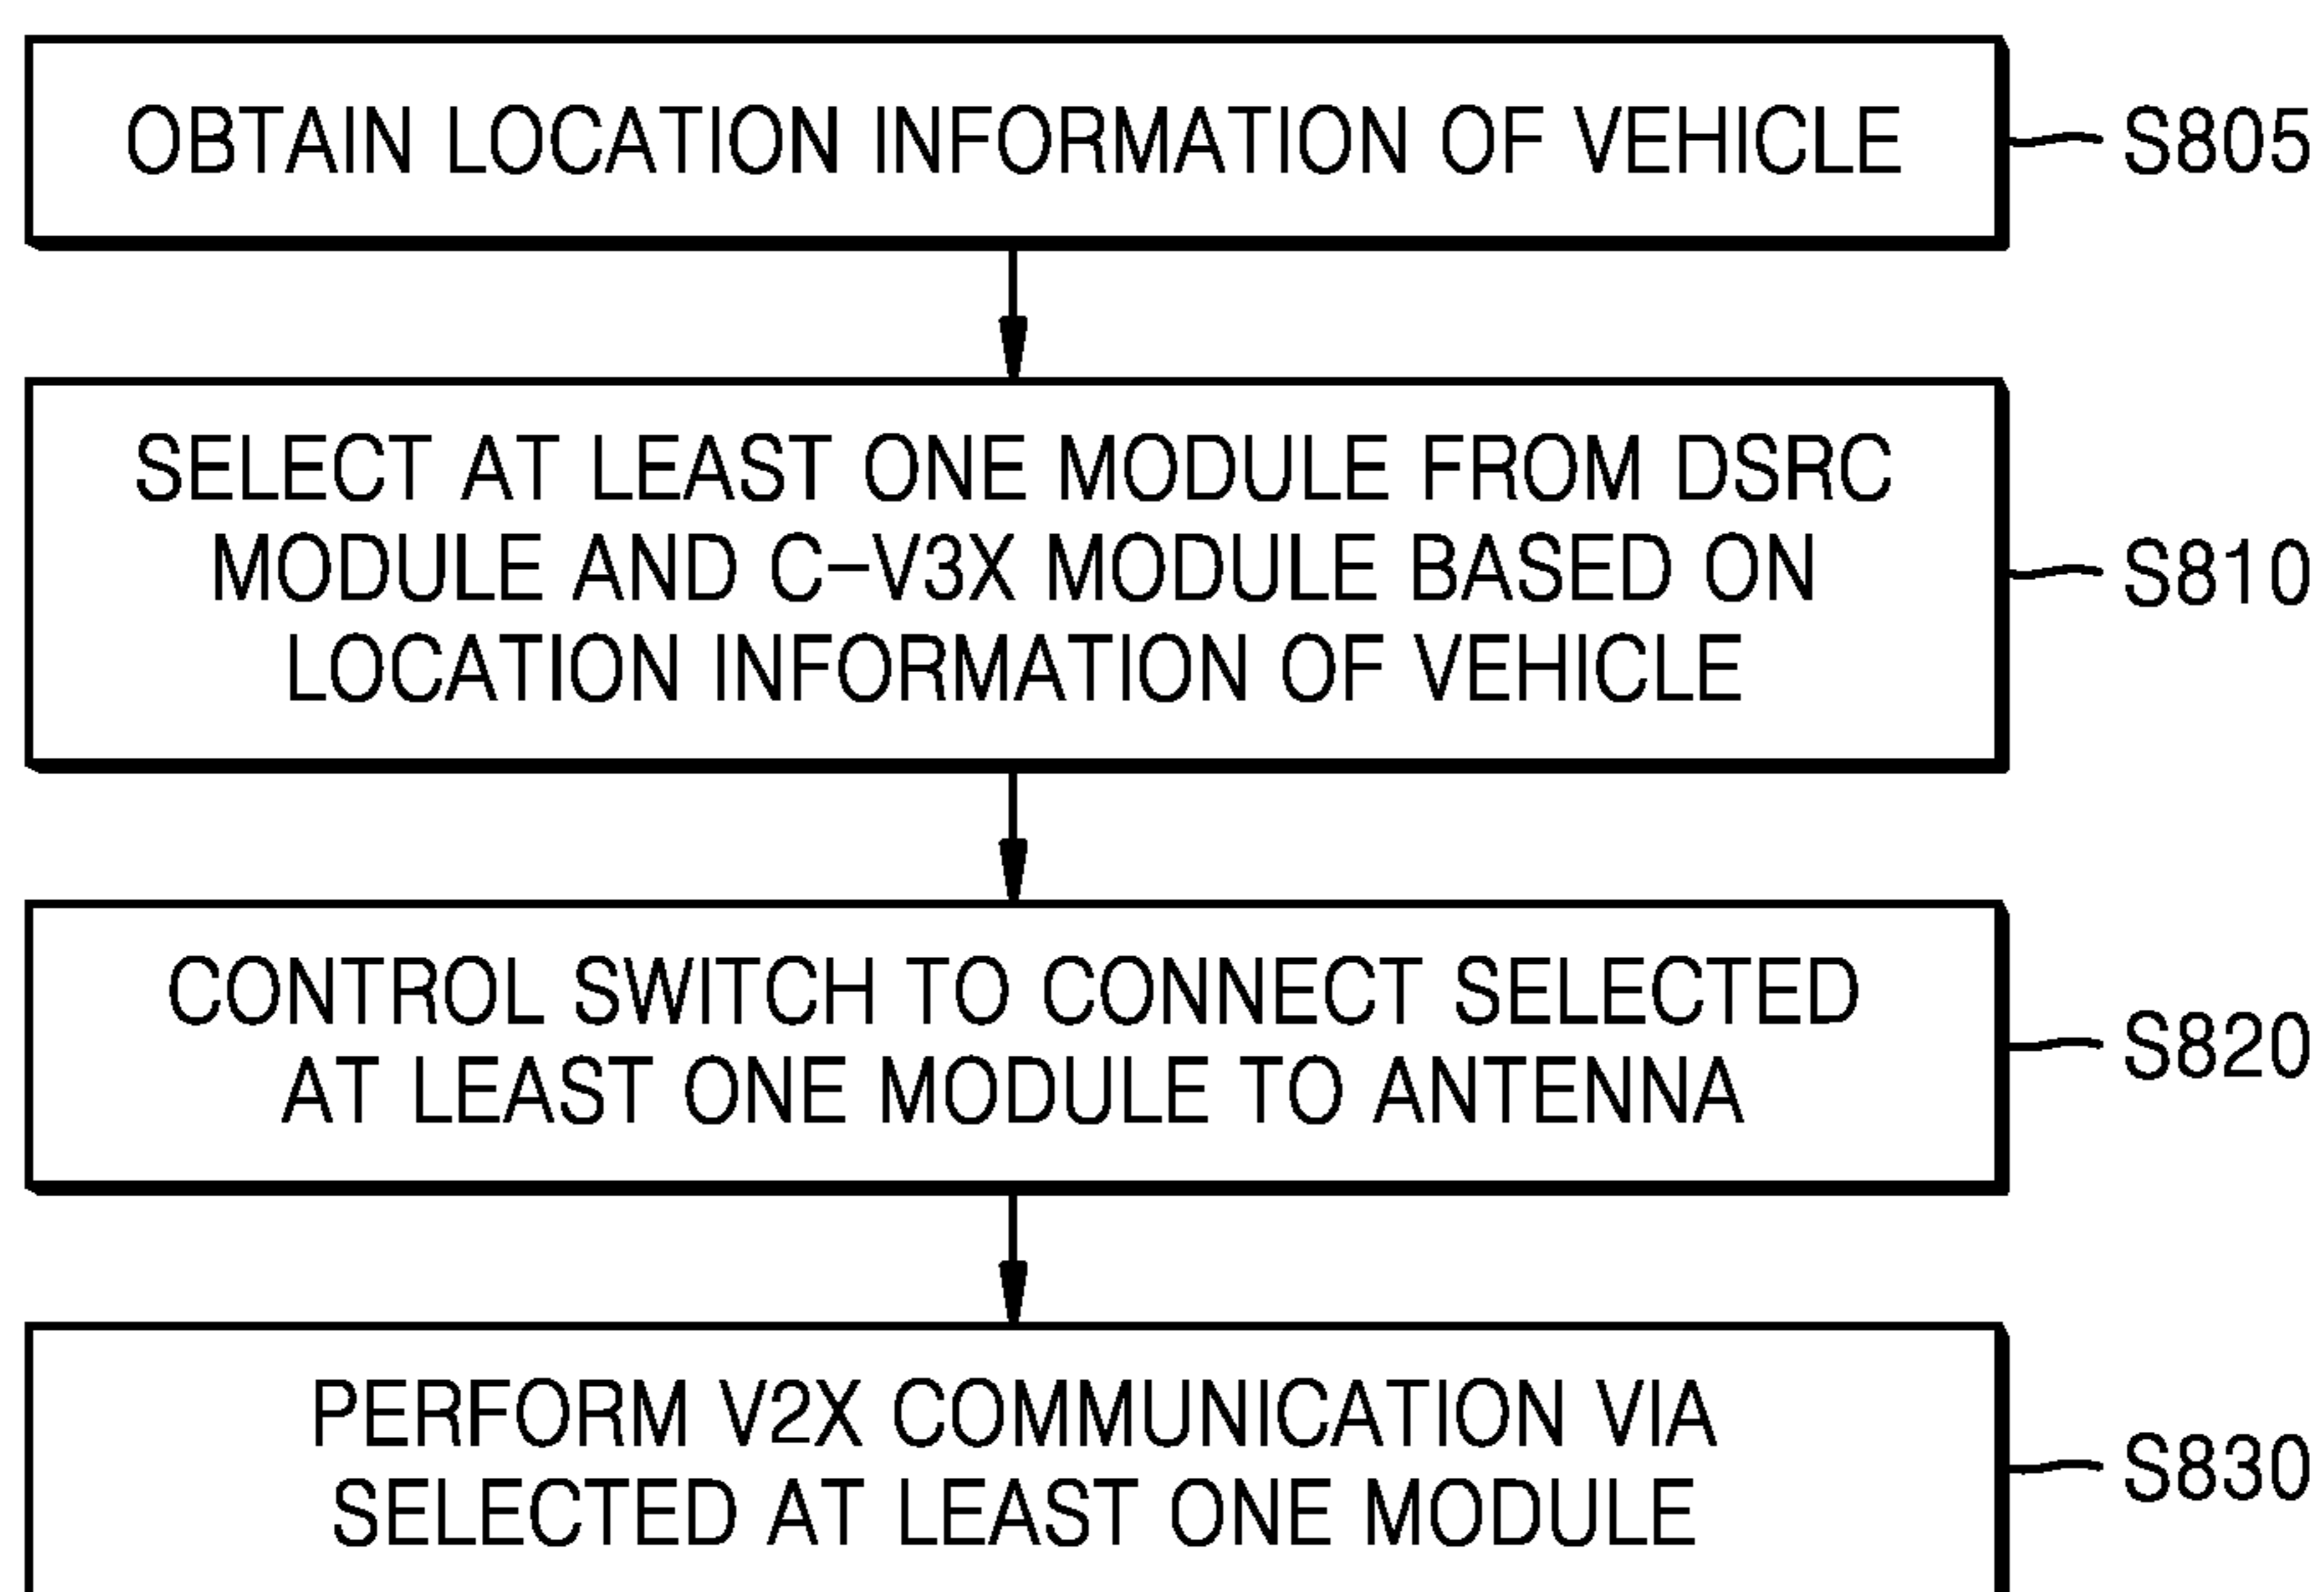 OBTAIN LOCATION INFORMATION OF VEHICLE
S805
SELECT AT LEAST ONE MODULE FROM DSRC
MODULE AND C-V3X MODULE BASED ON
LOCATION INFORMATION OF VEHICLE
S810
CONTROL SWITCH TO CONNECT SELECTED
AT LEAST ONE MODULE TO ANTENNA
S820
PERFORM V2X COMMUNICATION VIA
SELECTED AT LEAST ONE MODULE
S830